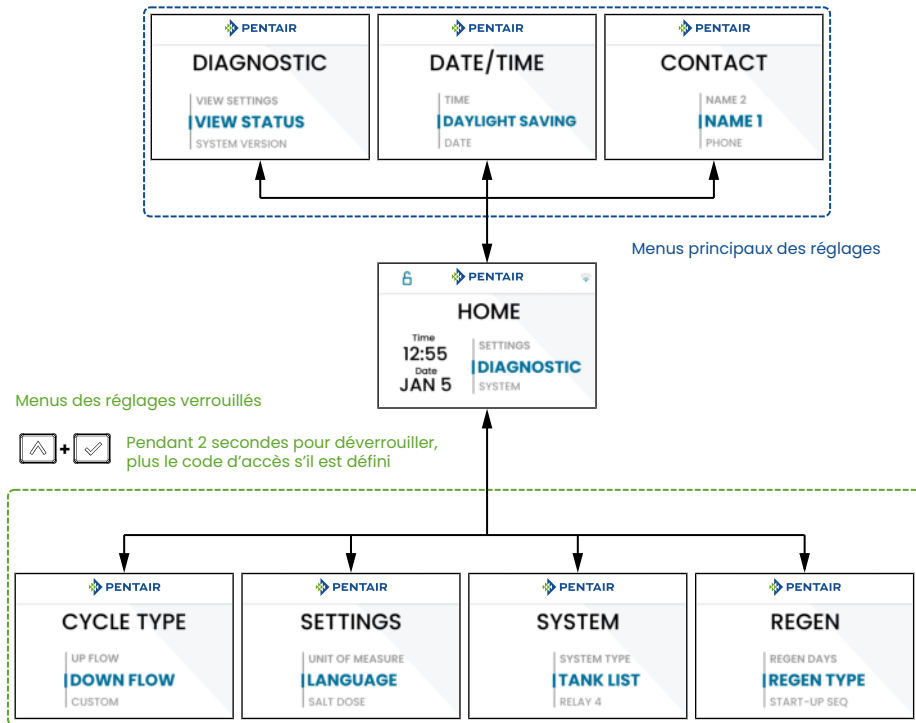 PENTAIR
DIAGNOSTIC
VIEW SETTINGS
VIEW STATUS
SYSTEM VERSION
PENTAIR
DATE/TIME
TIME
DAYLIGHT SAVING
DATE
PENTAIR
CONTACT
NAME 2
NAME 1
PHONE
Menus principaux des réglages
PENTAIR
HOME
Time
12:55
Date
JAN 5
SETTINGS
DIAGNOSTIC
SYSTEM
Menus des réglages verrouillés
+
Pendant 2 secondes pour déverrouiller,
plus le code d'accès s'il est défini
PENTAIR
CYCLE TYPE
UP FLOW
DOWN FLOW
CUSTOM
PENTAIR
SETTINGS
UNIT OF MEASURE
LANGUAGE
SALT DOSE
PENTAIR
SYSTEM
SYSTEM TYPE
TANK LIST
RELAY 4
PENTAIR
REGEN
REGEN DAYS
REGEN TYPE
START-UP SEQ